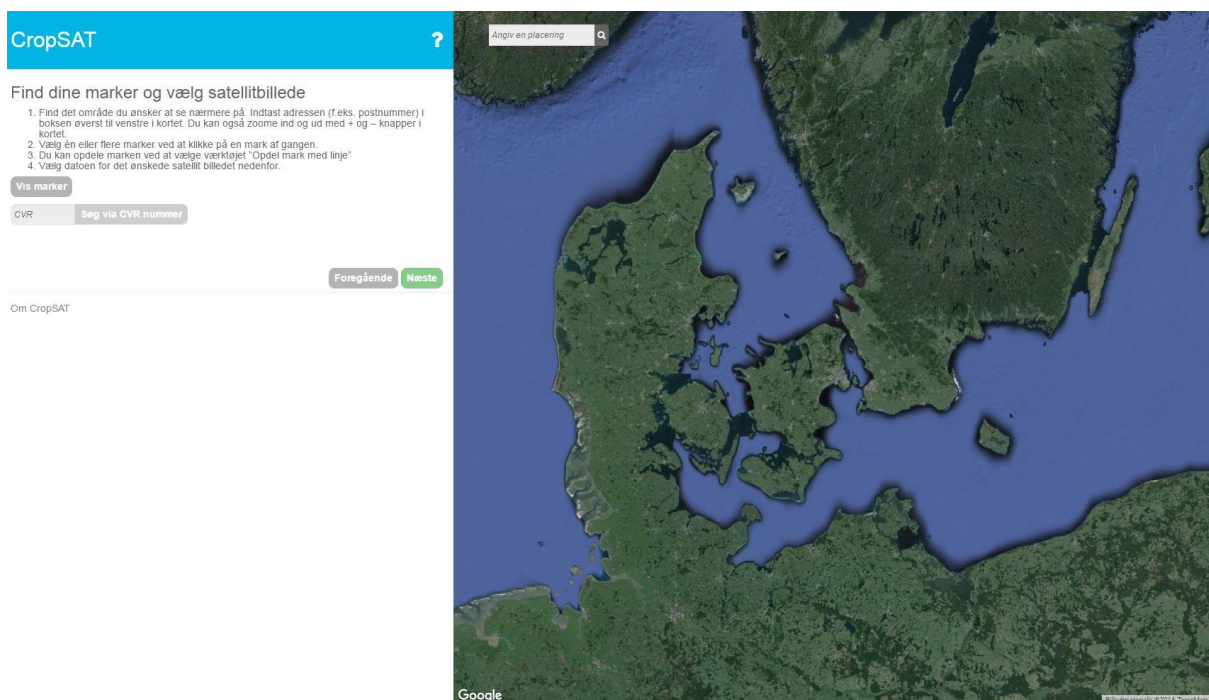 CropSAT
?
Angiv en placering
Find dine marker og vælg satellitbillede
1. Find det område du ønsker at se nærmere på. Indtast adressen (f.eks. postnummer) i
boksen øverst til venstre i kortet. Du kan også zoome ind og ud med + og – knapper i
kortet.
2. Vælg én eller flere marker ved at klikke på en mark af gangen.
3. Du kan opdele marken ved at vælge værktøjet "Opdel mark med linje"
4. Vælg datoen for det ønskede satellit billedet nedenfor.
Vis marker
CVR
Søg via CVR nummer
Foregående
Næste
Om CropSAT
Google